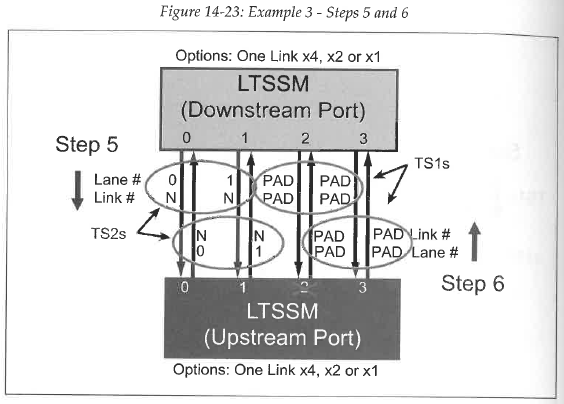 Figure 14-23: Example 3 - Steps 5 and 6
Options: One Link x4, x2 or x1
LTSSM
(Downstream Port)
0 1 2 3
Step 5
TS1s
Lane # 0 1 PAD PAD
Link # N N PAD PAD
TS2s
N N PAD PAD Link #
0 1 PAD PAD Lane #
Step 6
0 1 2 3
LTSSM
(Upstream Port)
Options: One Link x4, x2 or x1